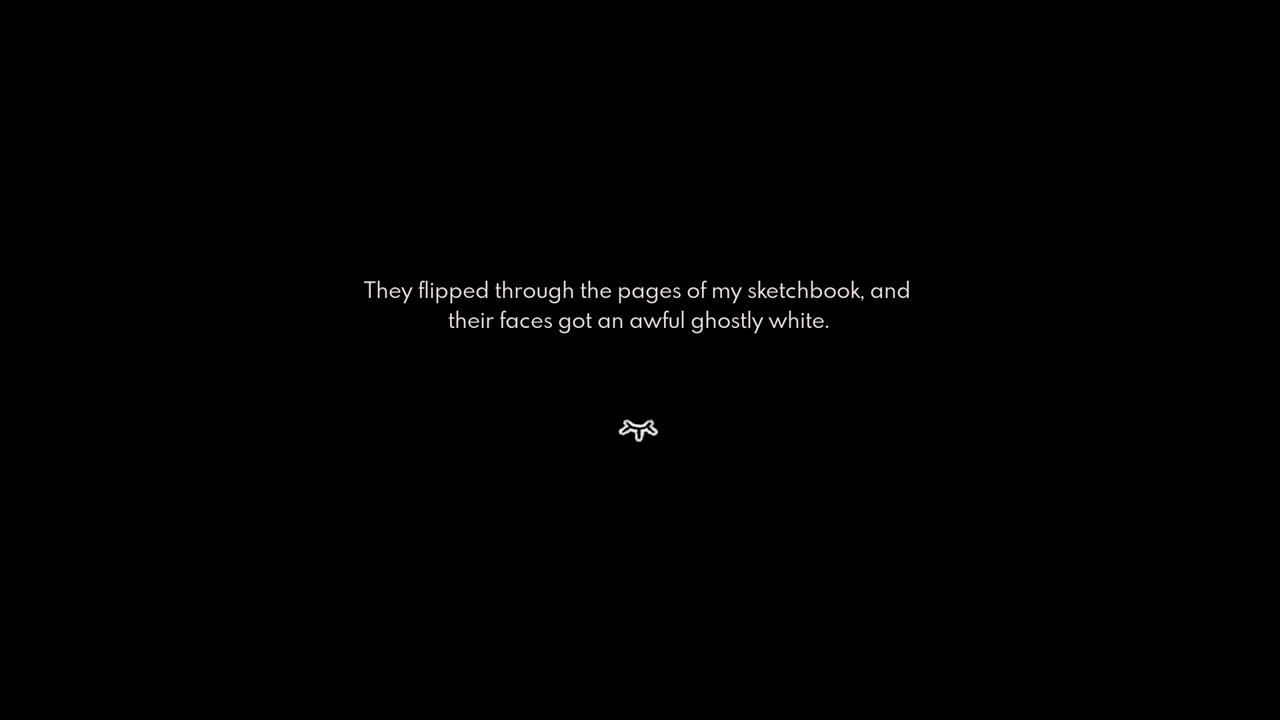 They flipped through the pages of my sketchbook, and
their faces got an awful ghostly white.